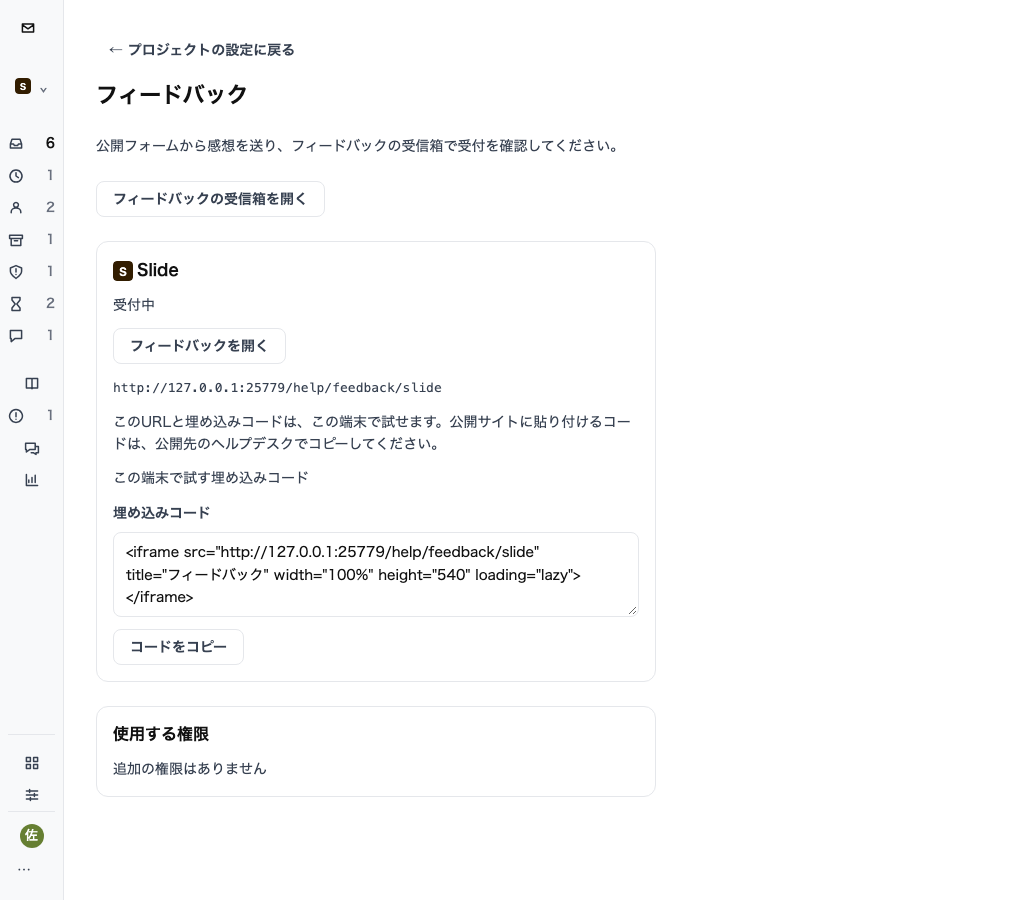 ← プロジェクトの設定に戻る
フィードバック
公開フォームから感想を送り、フィードバックの受信箱で受付を確認してください。
フィードバックの受信箱を開く
S Slide
受付中
フィードバックを開く
http://127.0.0.1:25779/help/feedback/slide
このURLと埋め込みコードは、この端末で試せます。公開サイトに貼り付けるコー
ドは、公開先のヘルプデスクでコピーしてください。
この端末で試す埋め込みコード
埋め込みコード
<iframe src="http://127.0.0.1:25779/help/feedback/slide"
title="フィードバック" width="100%" height="540" loading="lazy">
</iframe>
コードをコピー
使用する権限
追加の権限はありません
S
6
1
2
1
1
2
1
1
佐
…